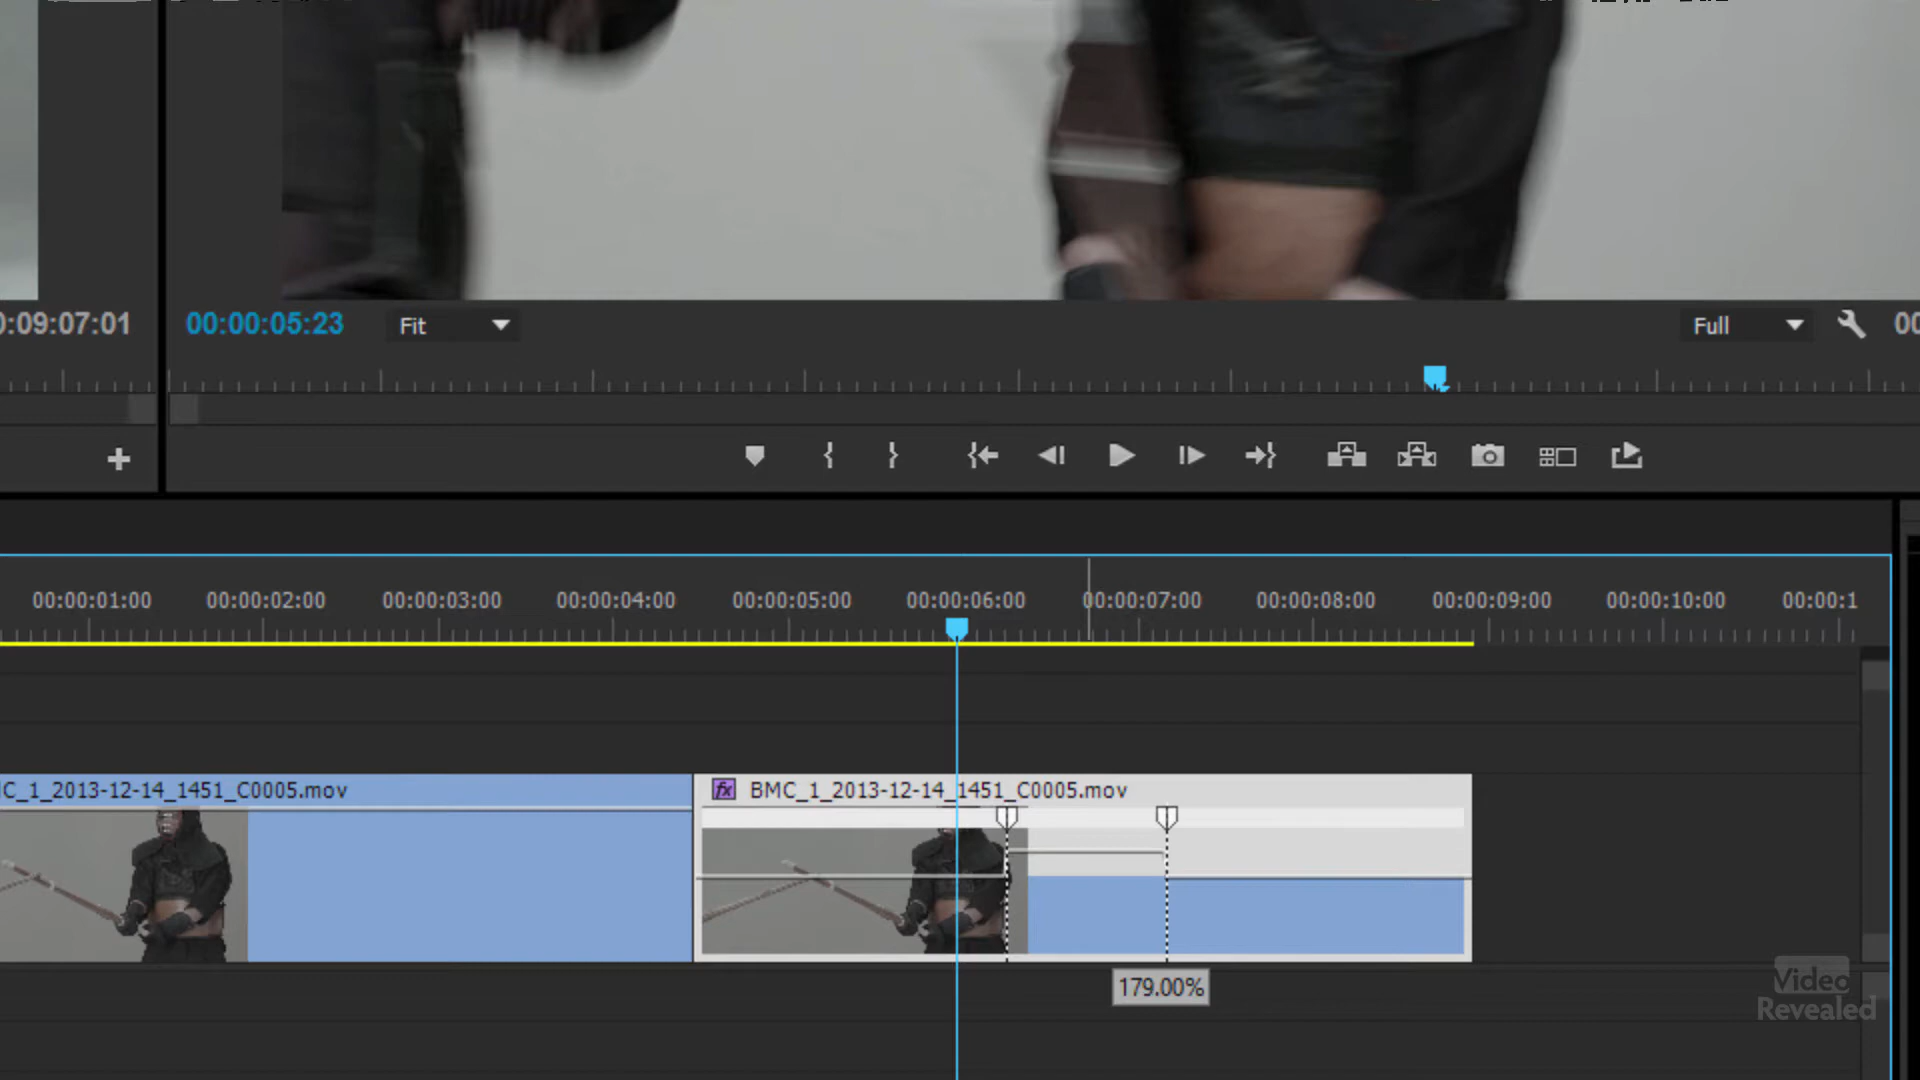 :09:07:01
00:00:05:23
Fit
Full
00
00:00:01:00
00:00:02:00
00:00:03:00
00:00:04:00
00:00:05:00
00:00:06:00
00:00:07:00
00:00:08:00
00:00:09:00
00:00:10:00
00:00:1
C_1_2013-12-14_1451_C0005.mov
fx BMC_1_2013-12-14_1451_C0005.mov
179.00%
Video
Revealed